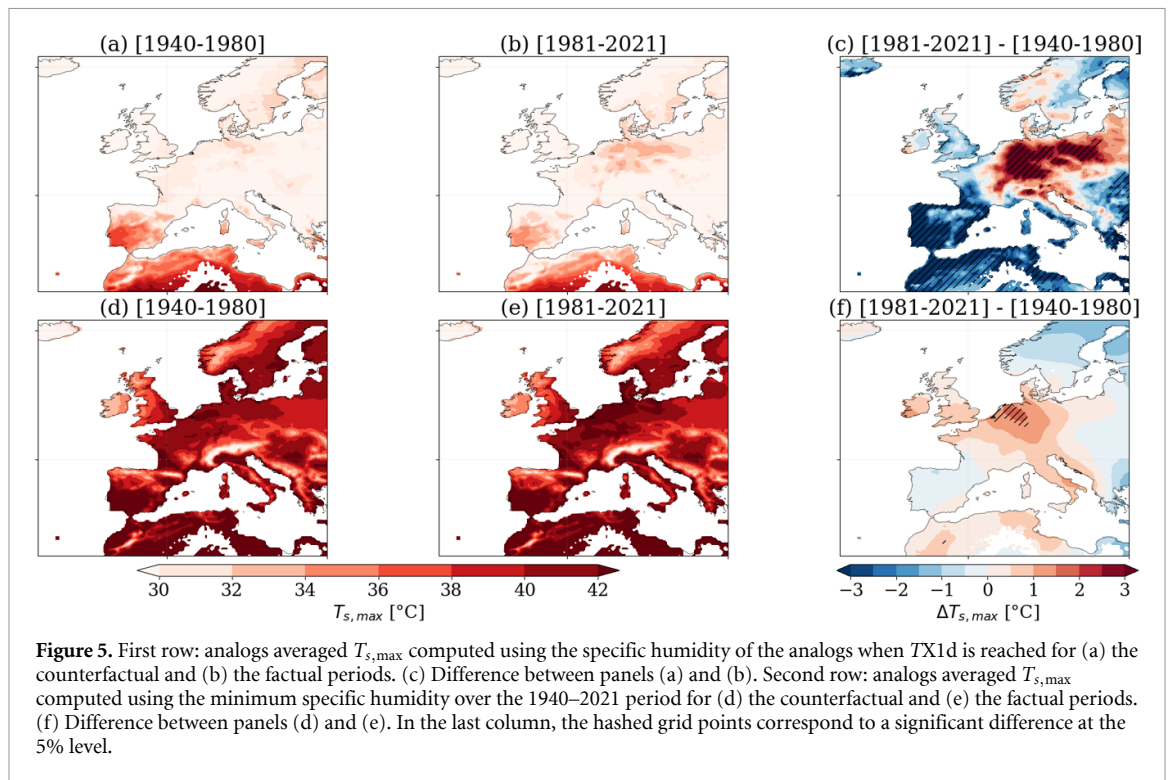 (a) [1940-1980]
(b) [1981-2021]
(c) [1981-2021] - [1940-1980]
(d) [1940-1980]
(e) [1981-2021]
(f) [1981-2021] - [1940-1980]
30 32 34 36 38 40 42
T_{s,max} [°C]
−3 −2 −1 0 1 2 3
ΔT_{s,max} [°C]
Figure 5. First row: analogs averaged T_{s,max} computed using the specific humidity of the analogs when TX1d is reached for (a) the
counterfactual and (b) the factual periods. (c) Difference between panels (a) and (b). Second row: analogs averaged T_{s,max}
computed using the minimum specific humidity over the 1940–2021 period for (d) the counterfactual and (e) the factual periods.
(f) Difference between panels (d) and (e). In the last column, the hashed grid points correspond to a significant difference at the
5% level.